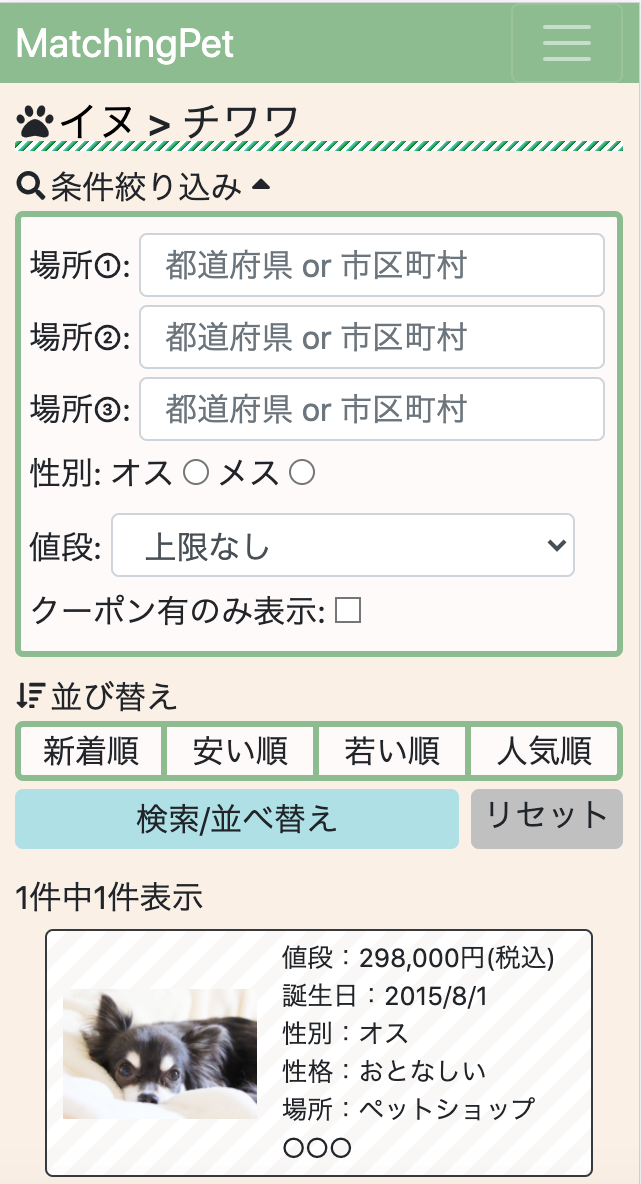 MatchingPet
イヌ > チワワ
条件絞り込み
場所①: 都道府県 or 市区町村
場所②: 都道府県 or 市区町村
場所③: 都道府県 or 市区町村
性別: オス メス
値段: 上限なし
クーポン有のみ表示:
並び替え
新着順 安い順 若い順 人気順
検索/並べ替え リセット
1件中1件表示
値段：298,000円(税込)
誕生日：2015/8/1
性別：オス
性格：おとなしい
場所：ペットショップ
〇〇〇